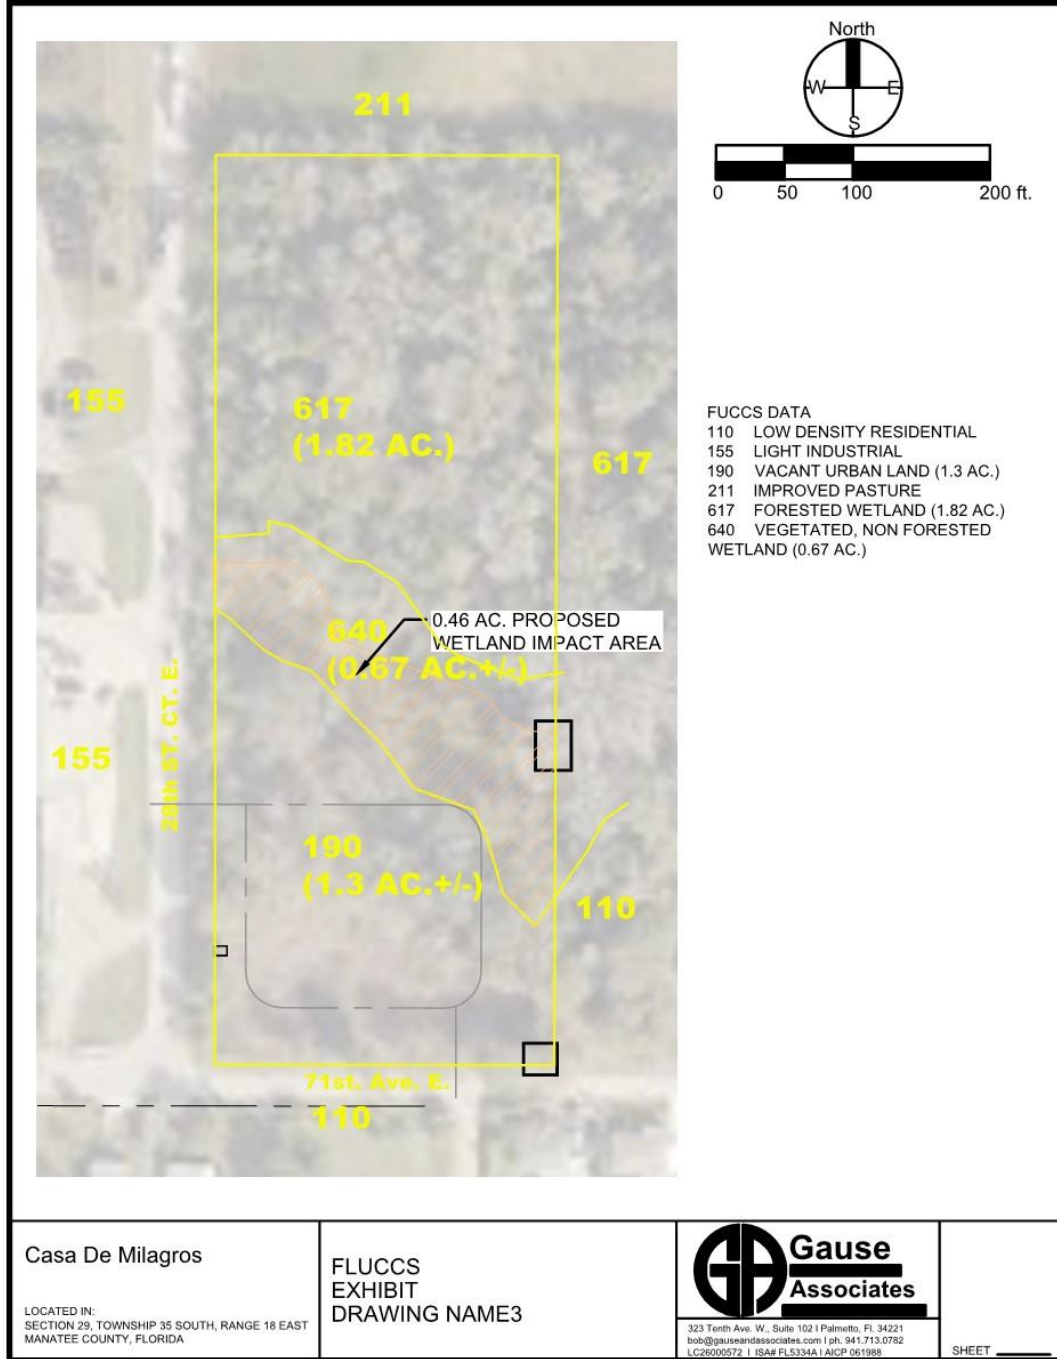 North
W
E
S
0 50 100 200 ft.
211
155
617
(1.82 AC.)
617
FUCCS DATA
110 LOW DENSITY RESIDENTIAL
155 LIGHT INDUSTRIAL
190 VACANT URBAN LAND (1.3 AC.)
211 IMPROVED PASTURE
617 FORESTED WETLAND (1.82 AC.)
640 VEGETATED, NON FORESTED
WETLAND (0.67 AC.)
0.46 AC. PROPOSED
WETLAND IMPACT AREA
640
(0.67 AC.+/-)
155
ST. CT. E.
190
(1.3 AC.+/-)
110
71st. Ave. E.
110
Casa De Milagros
LOCATED IN:
SECTION 29, TOWNSHIP 35 SOUTH, RANGE 18 EAST
MANATEE COUNTY, FLORIDA
FLUCCS
EXHIBIT
DRAWING NAME3
GA
Gause
Associates
323 Tenth Ave. W., Suite 102 I Palmetto, Fl. 34221
bob@gauseandassociates.com I ph. 941.713.0782
LC26000572 I ISA# FL5334A I AICP 061988
SHEET